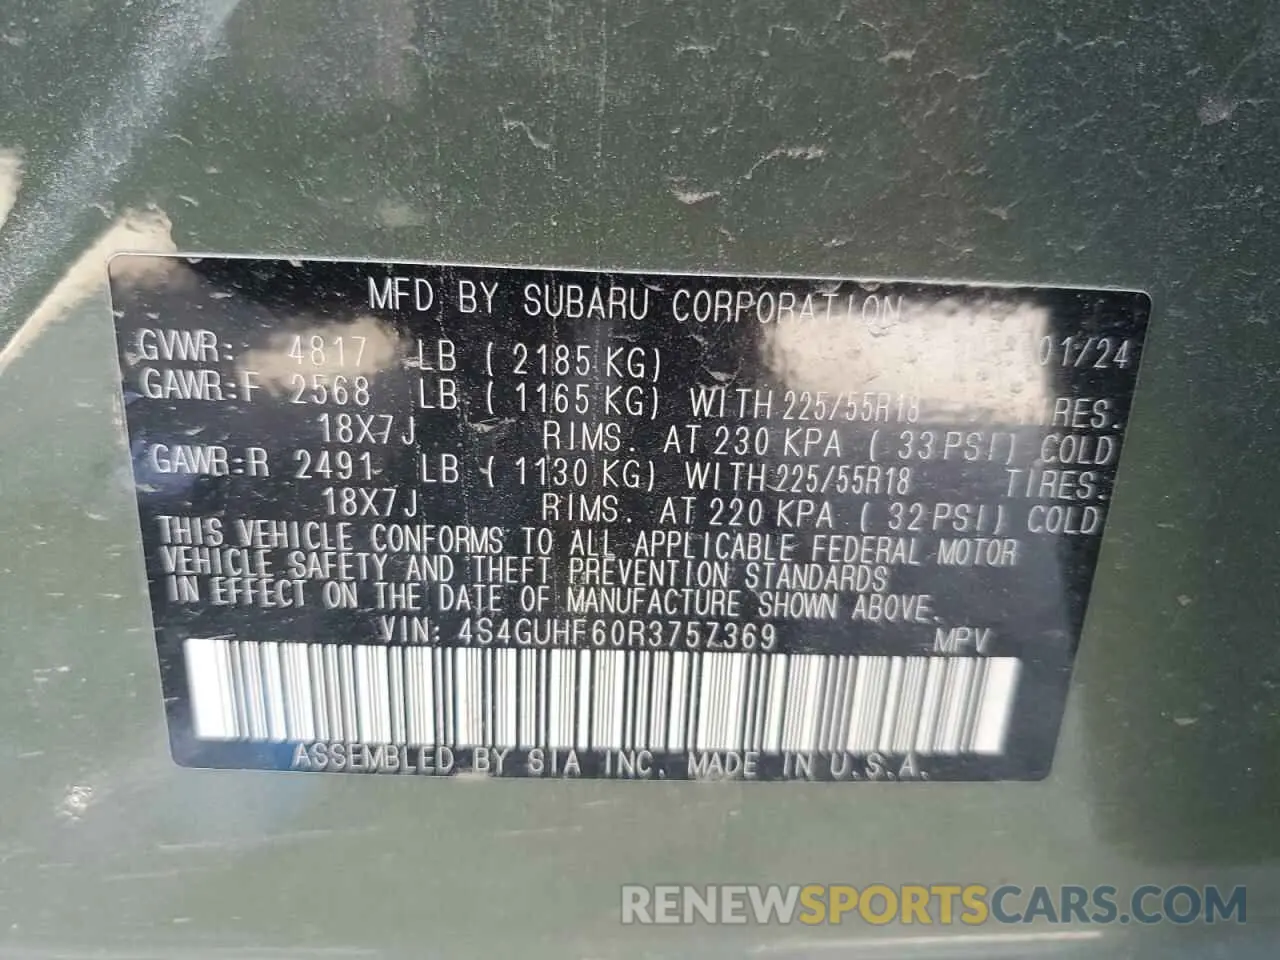 MFD BY SUBARU CORPORATION 01/24
GVWR: 4817 LB ( 2185 KG)
GAWR:F 2568 LB ( 1165 KG) WITH 225/55R18 TIRES.
18X7J RIMS. AT 230 KPA ( 33 PSI) COLD
GAWR:R 2491 LB ( 1130 KG) WITH 225/55R18 TIRES.
18X7J RIMS. AT 220 KPA ( 32 PSI) COLD
THIS VEHICLE CONFORMS TO ALL APPLICABLE FEDERAL MOTOR
VEHICLE SAFETY AND THEFT PREVENTION STANDARDS
IN EFFECT ON THE DATE OF MANUFACTURE SHOWN ABOVE.
VIN: 4S4GUHF60R3757369 MPV
ASSEMBLED BY SIA INC. MADE IN U.S.A.
RENEWSPORTSCARS.COM